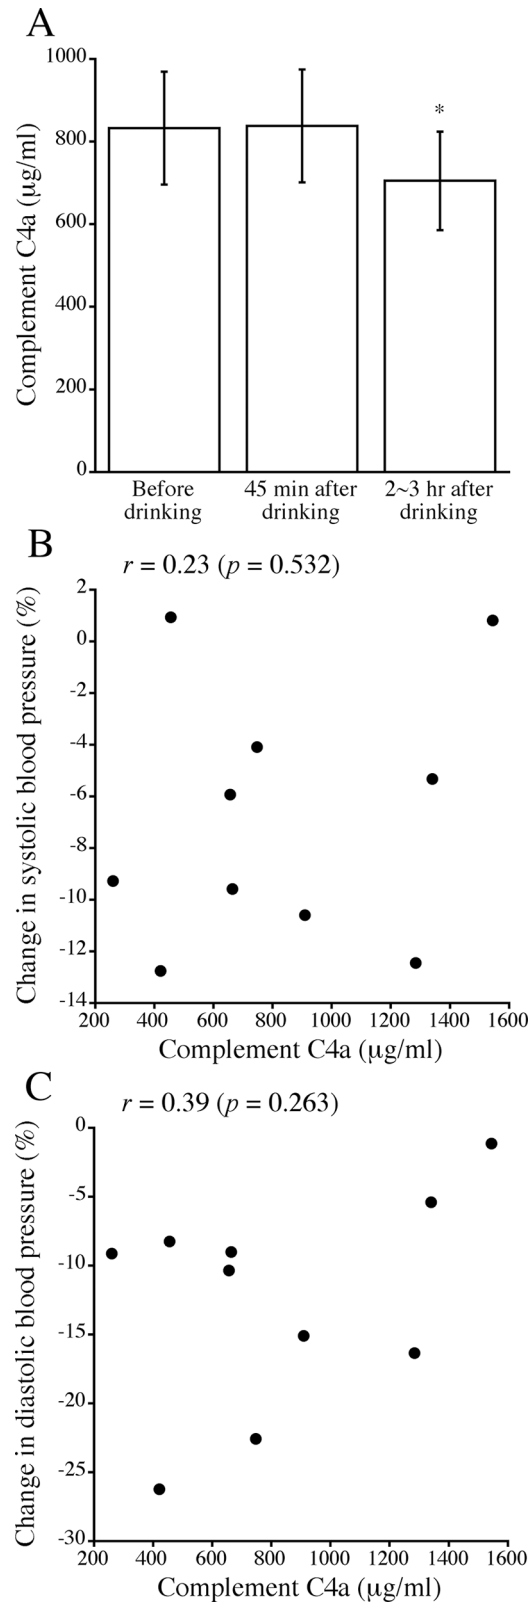 A
Complement C4a (µg/ml)
1000
800
600
400
200
0
*
Before
drinking
45 min after
drinking
2~3 hr after
drinking
B
r = 0.23 (p = 0.532)
Change in systolic blood pressure (%)
2
0
-2
-4
-6
-8
-10
-12
-14
200 400 600 800 1000 1200 1400 1600
Complement C4a (µg/ml)
C
r = 0.39 (p = 0.263)
Change in diastolic blood pressure (%)
0
-5
-10
-15
-20
-25
-30
200 400 600 800 1000 1200 1400 1600
Complement C4a (µg/ml)